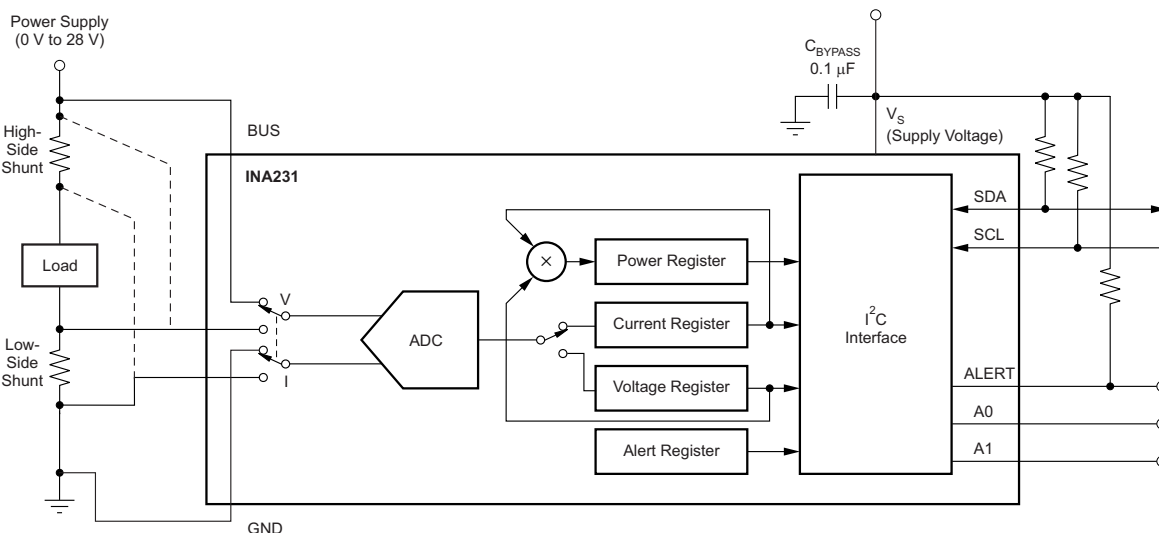 Power Supply
(0 V to 28 V)
High-
Side
Shunt
Load
Low-
Side
Shunt
BUS
INA231
V
I
GND
ADC
×
Power Register
Current Register
Voltage Register
Alert Register
C_BYPASS
0.1 µF
V_S
(Supply Voltage)
I²C
Interface
SDA
SCL
ALERT
A0
A1